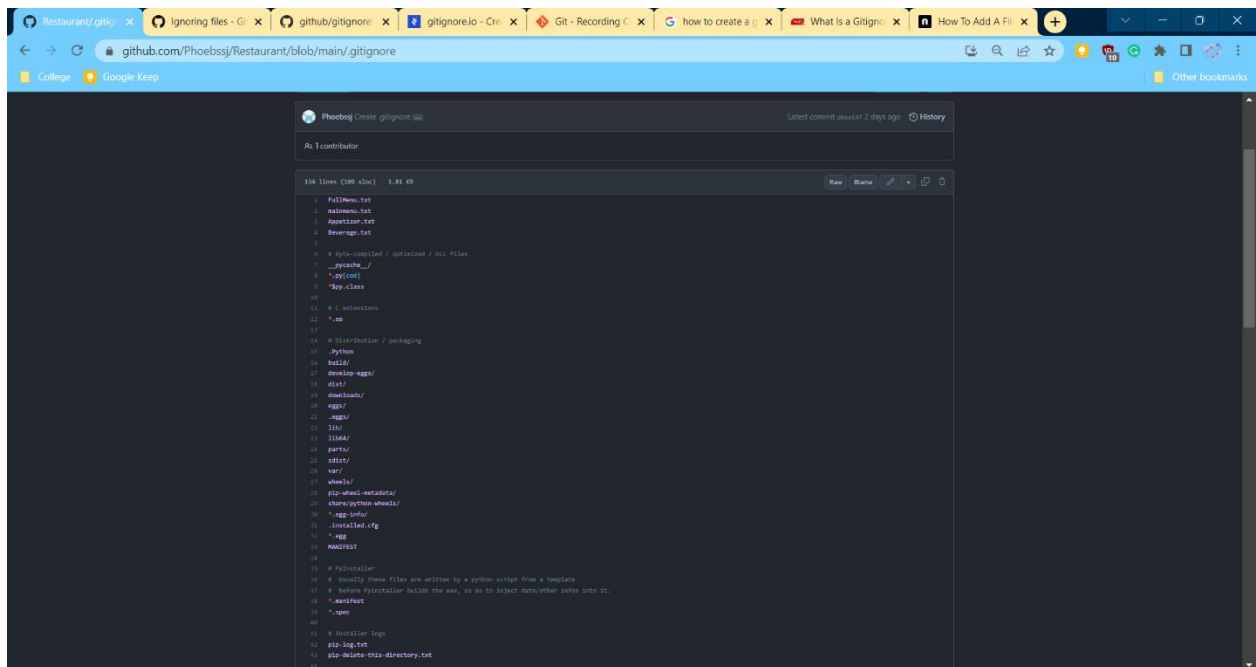 Restaurant/.gitig
Ignoring files - Gi
github/gitignore:
gitignore.io - Cre
Git - Recording C
how to create a g
What Is a Gitigno
How To Add A Fil
github.com/Phoebssj/Restaurant/blob/main/.gitignore
10
College
Google Keep
Other bookmarks
Phoebssj Create .gitignore
Latest commit 2 days ago
History
1 contributor
134 lines (109 sloc) 1.81 KB
Raw
Blame
1 FullMenu.txt
2 mainmenu.txt
3 Appetizer.txt
4 Beverage.txt
5
6 # Byte-compiled / optimized / DLL files
7 __pycache__/
8 *.py[cod]
9 *$py.class
10
11 # C extensions
12 *.so
13
14 # Distribution / packaging
15 .Python
16 build/
17 develop-eggs/
18 dist/
19 downloads/
20 eggs/
21 .eggs/
22 lib/
23 lib64/
24 parts/
25 sdist/
26 var/
27 wheels/
28 pip-wheel-metadata/
29 share/python-wheels/
30 *.egg-info/
31 .installed.cfg
32 *.egg
33 MANIFEST
34
35 # PyInstaller
36 # Usually these files are written by a python script from a template
37 # before PyInstaller builds the exe, so as to inject date/other infos into it.
38 *.manifest
39 *.spec
40
41 # Installer logs
42 pip-log.txt
43 pip-delete-this-directory.txt